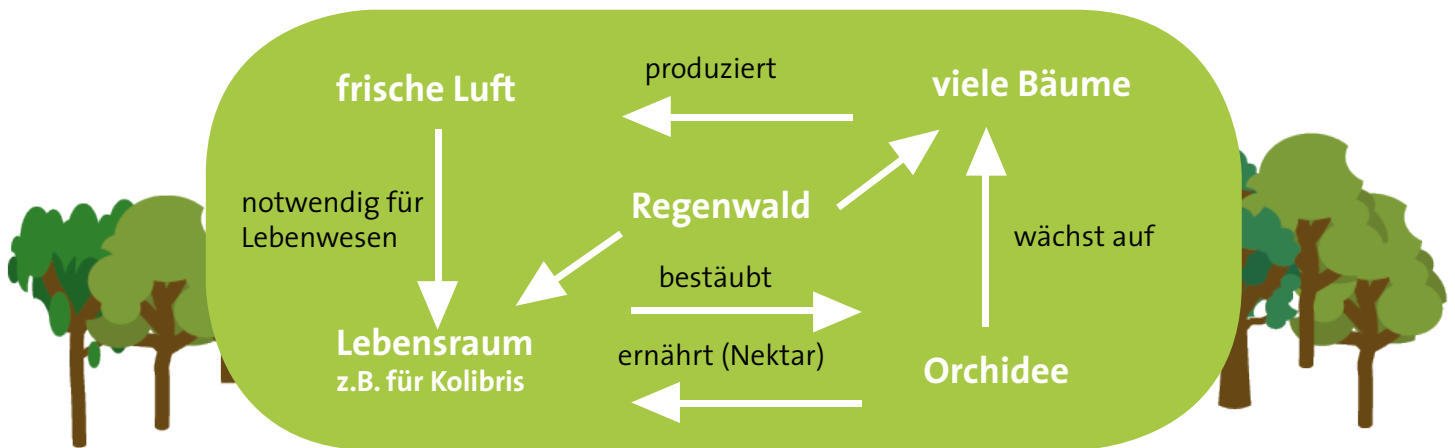 frische Luft
produziert
viele Bäume
notwendig für
Lebenwesen
Regenwald
wächst auf
bestäubt
Lebensraum
z.B. für Kolibris
ernährt (Nektar)
Orchidee